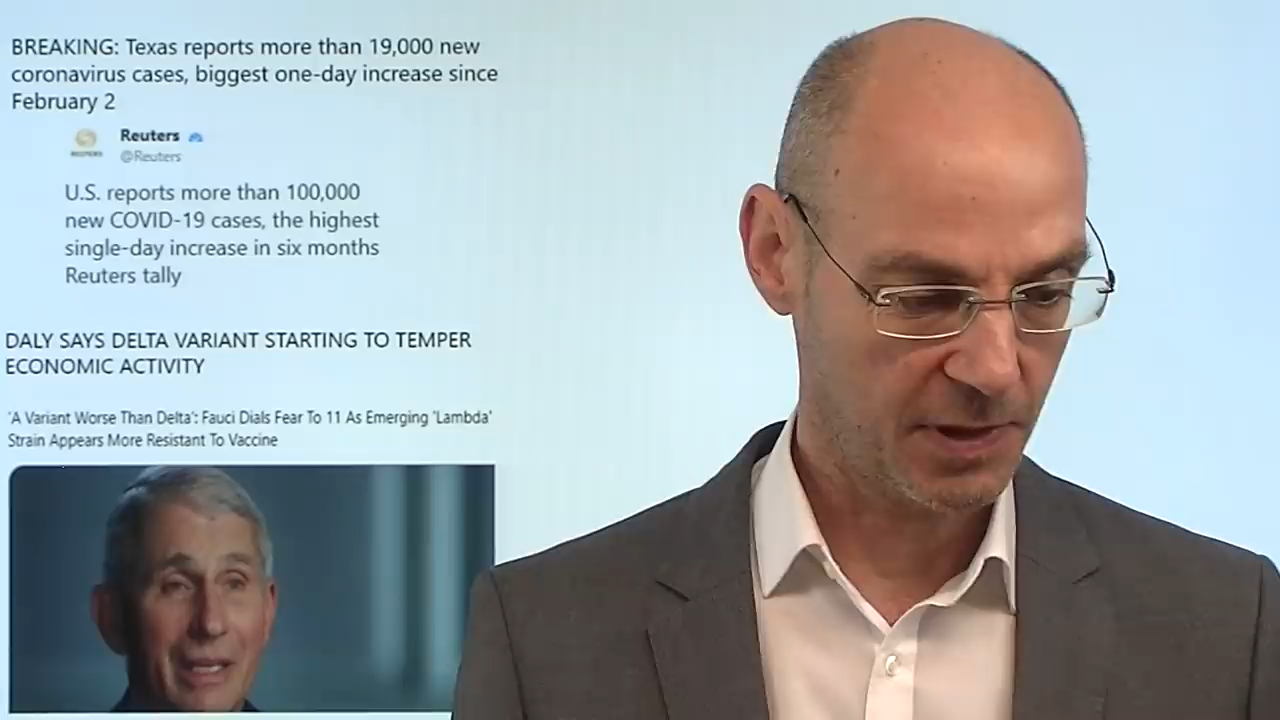 BREAKING: Texas reports more than 19,000 new
coronavirus cases, biggest one-day increase since
February 2
Reuters
@Reuters
REUTERS
U.S. reports more than 100,000
new COVID-19 cases, the highest
single-day increase in six months
Reuters tally
DALY SAYS DELTA VARIANT STARTING TO TEMPER
ECONOMIC ACTIVITY
'A Variant Worse Than Delta': Fauci Dials Fear To 11 As Emerging 'Lambda'
Strain Appears More Resistant To Vaccine